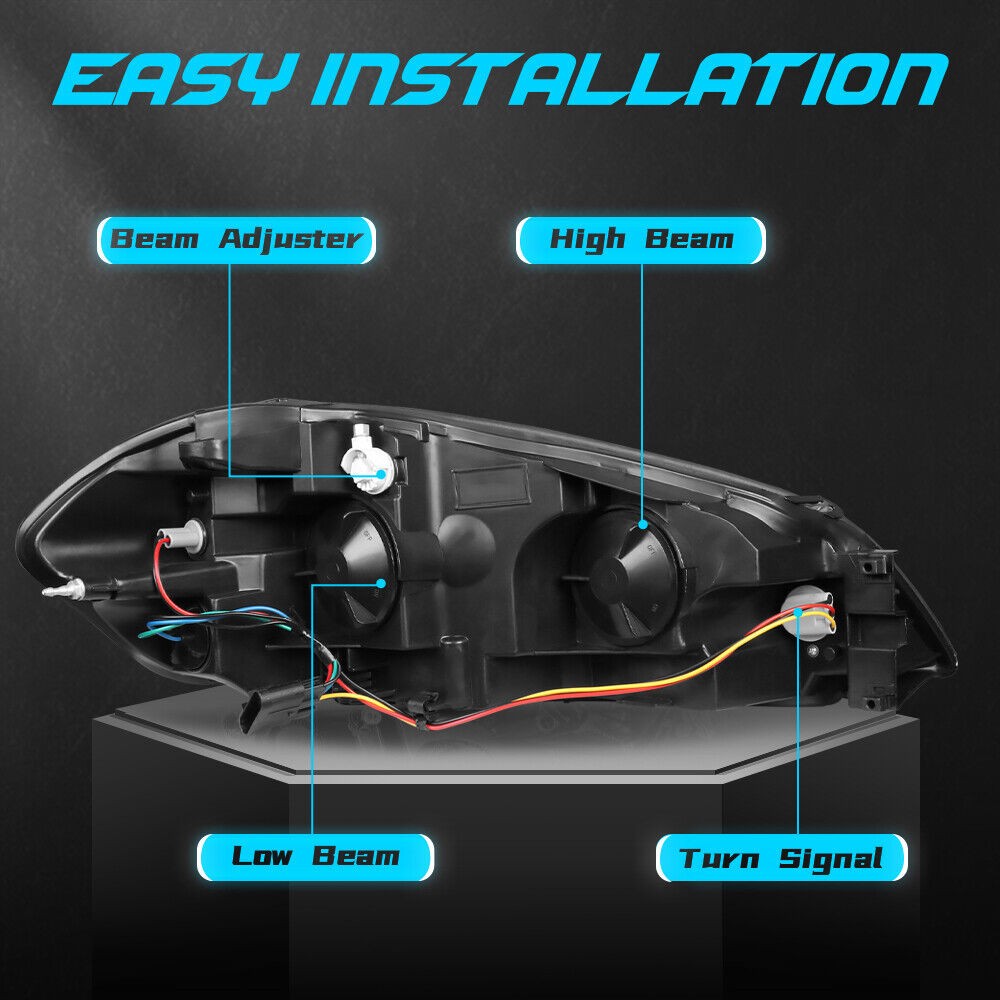 EASY INSTALLATION
Beam Adjuster
High Beam
Low Beam
Turn Signal